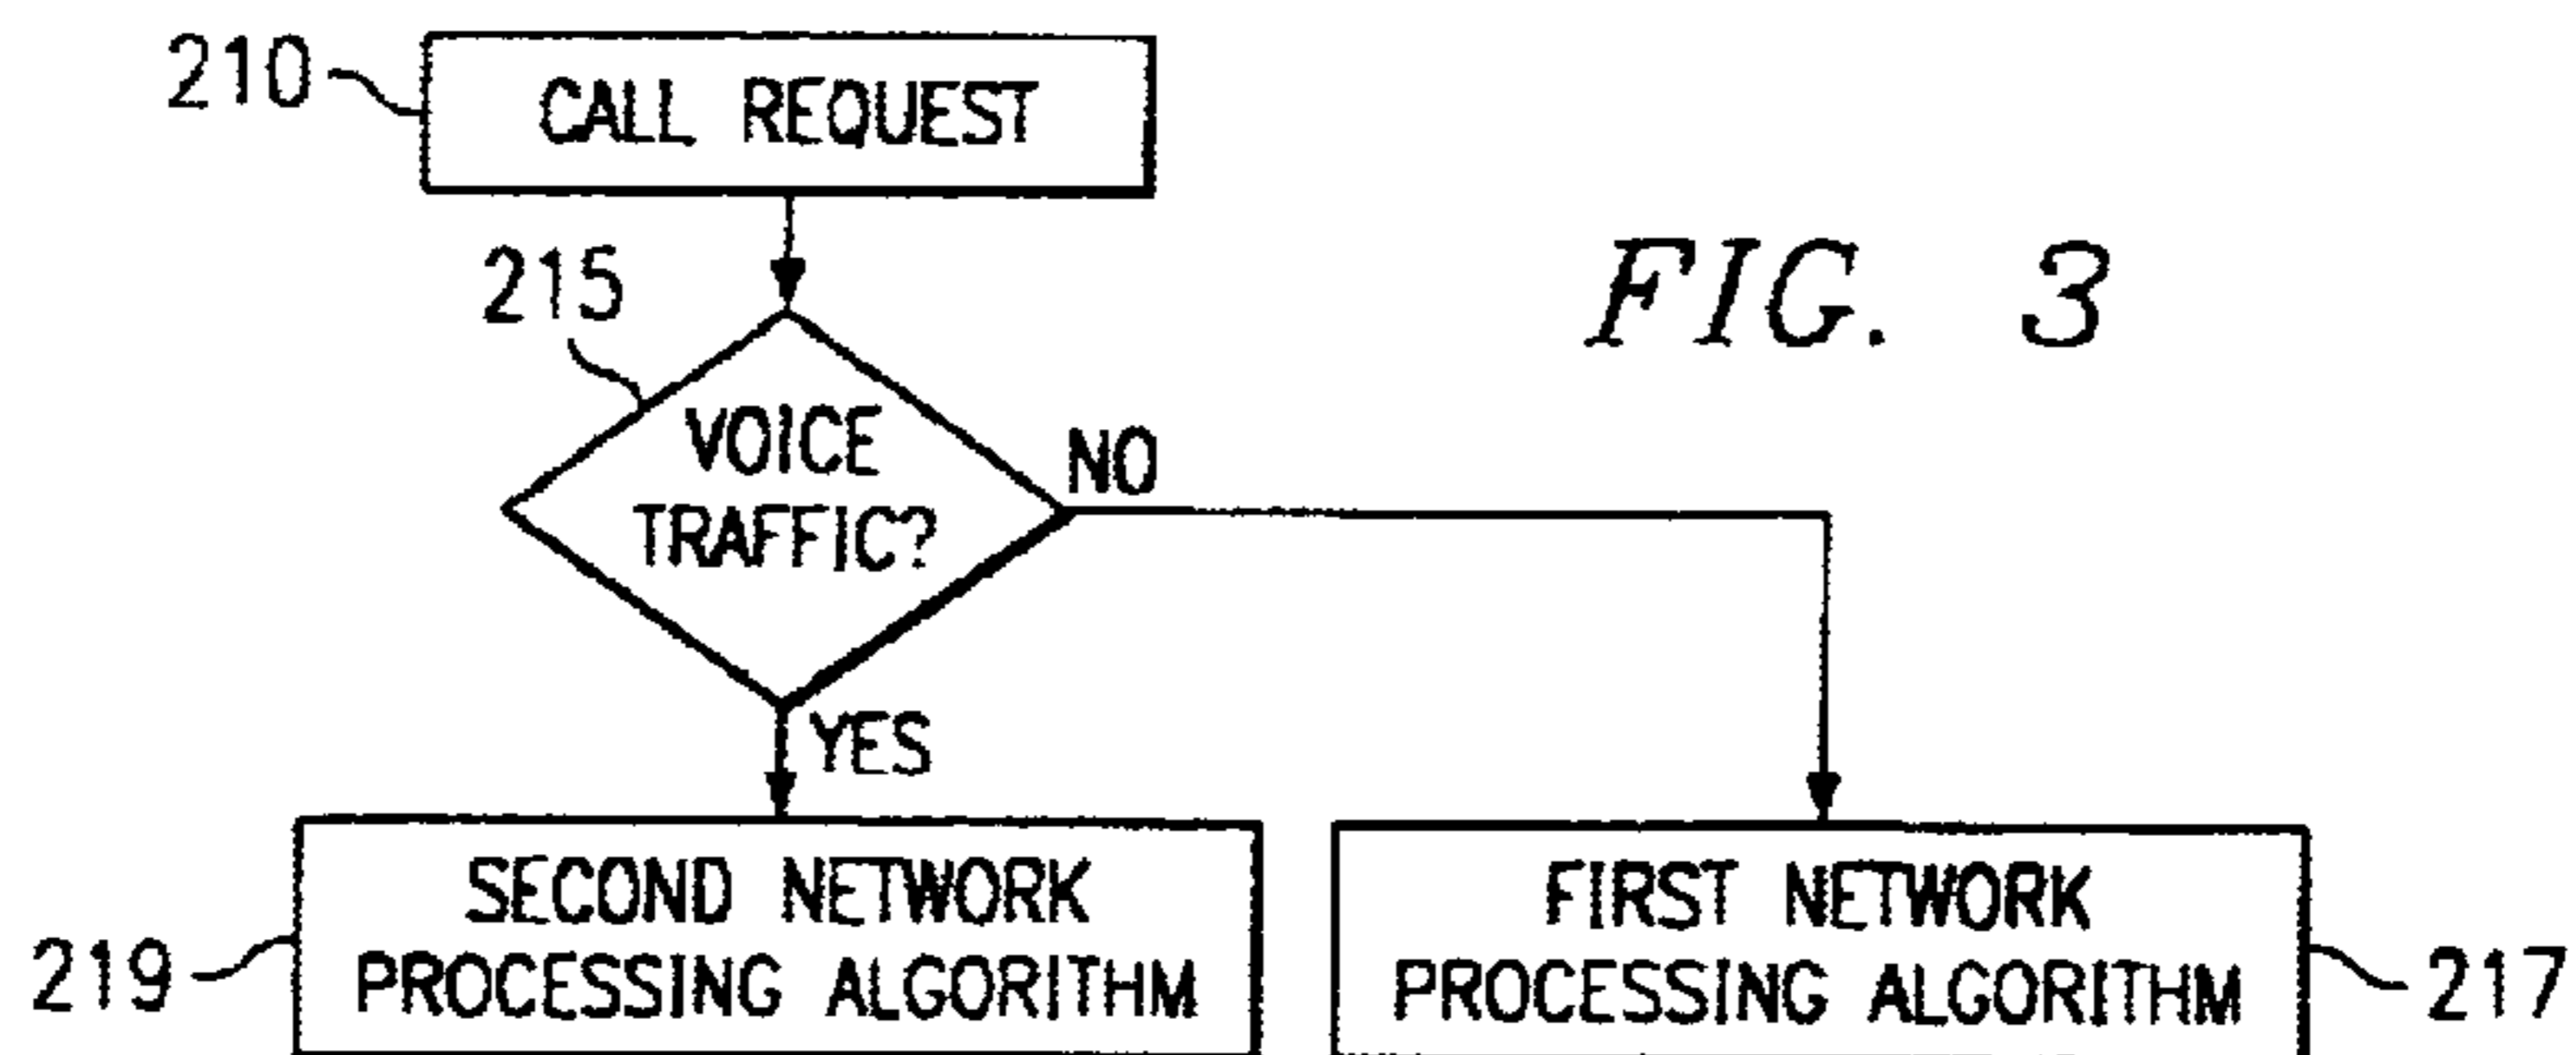 210
CALL REQUEST
215
FIG. 3
VOICE
TRAFFIC?
NO
YES
SECOND NETWORK
PROCESSING ALGORITHM
219
FIRST NETWORK
PROCESSING ALGORITHM
217